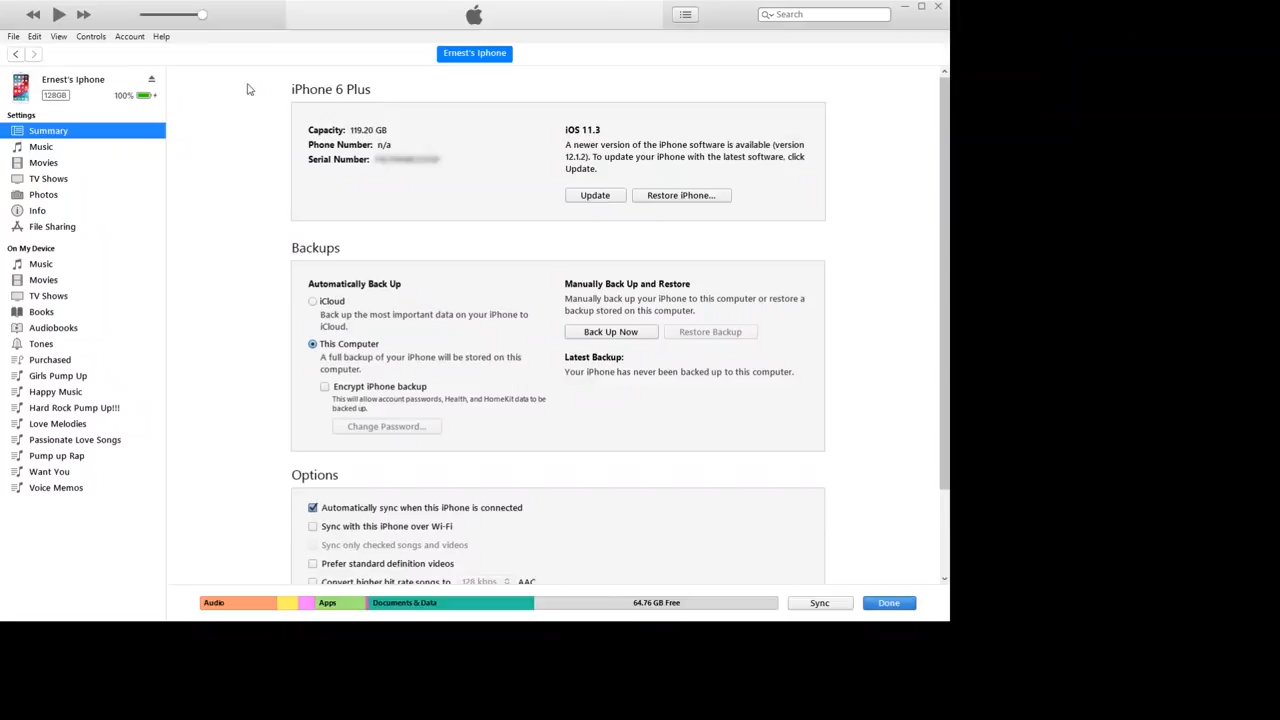 Search
File Edit View Controls Account Help
Ernest's Iphone
Ernest's Iphone
128GB 100%
Settings
Summary
Music
Movies
TV Shows
Photos
Info
File Sharing
On My Device
Music
Movies
TV Shows
Books
Audiobooks
Tones
Purchased
Girls Pump Up
Happy Music
Hard Rock Pump Up!!!
Love Melodies
Passionate Love Songs
Pump up Rap
Want You
Voice Memos
iPhone 6 Plus
Capacity: 119.20 GB
Phone Number: n/a
Serial Number:
iOS 11.3
A newer version of the iPhone software is available (version
12.1.2). To update your iPhone with the latest software, click
Update.
Update Restore iPhone...
Backups
Automatically Back Up
iCloud
Back up the most important data on your iPhone to
iCloud.
This Computer
A full backup of your iPhone will be stored on this
computer.
Encrypt iPhone backup
This will allow account passwords, Health, and HomeKit data to be
backed up.
Change Password...
Manually Back Up and Restore
Manually back up your iPhone to this computer or restore a
backup stored on this computer.
Back Up Now Restore Backup
Latest Backup:
Your iPhone has never been backed up to this computer.
Options
Automatically sync when this iPhone is connected
Sync with this iPhone over Wi-Fi
Sync only checked songs and videos
Prefer standard definition videos
Convert higher bit rate songs to 128 kbps AAC
Audio Apps Documents & Data 64.76 GB Free Sync Done